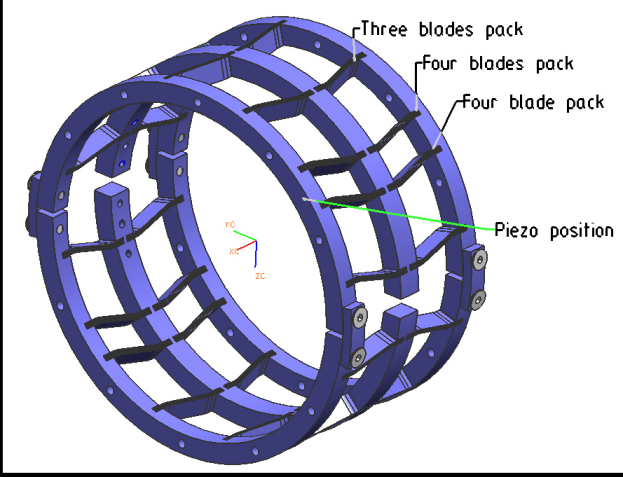 Three blades pack
Four blades pack
Four blade pack
Piezo position
YC
XC
ZC